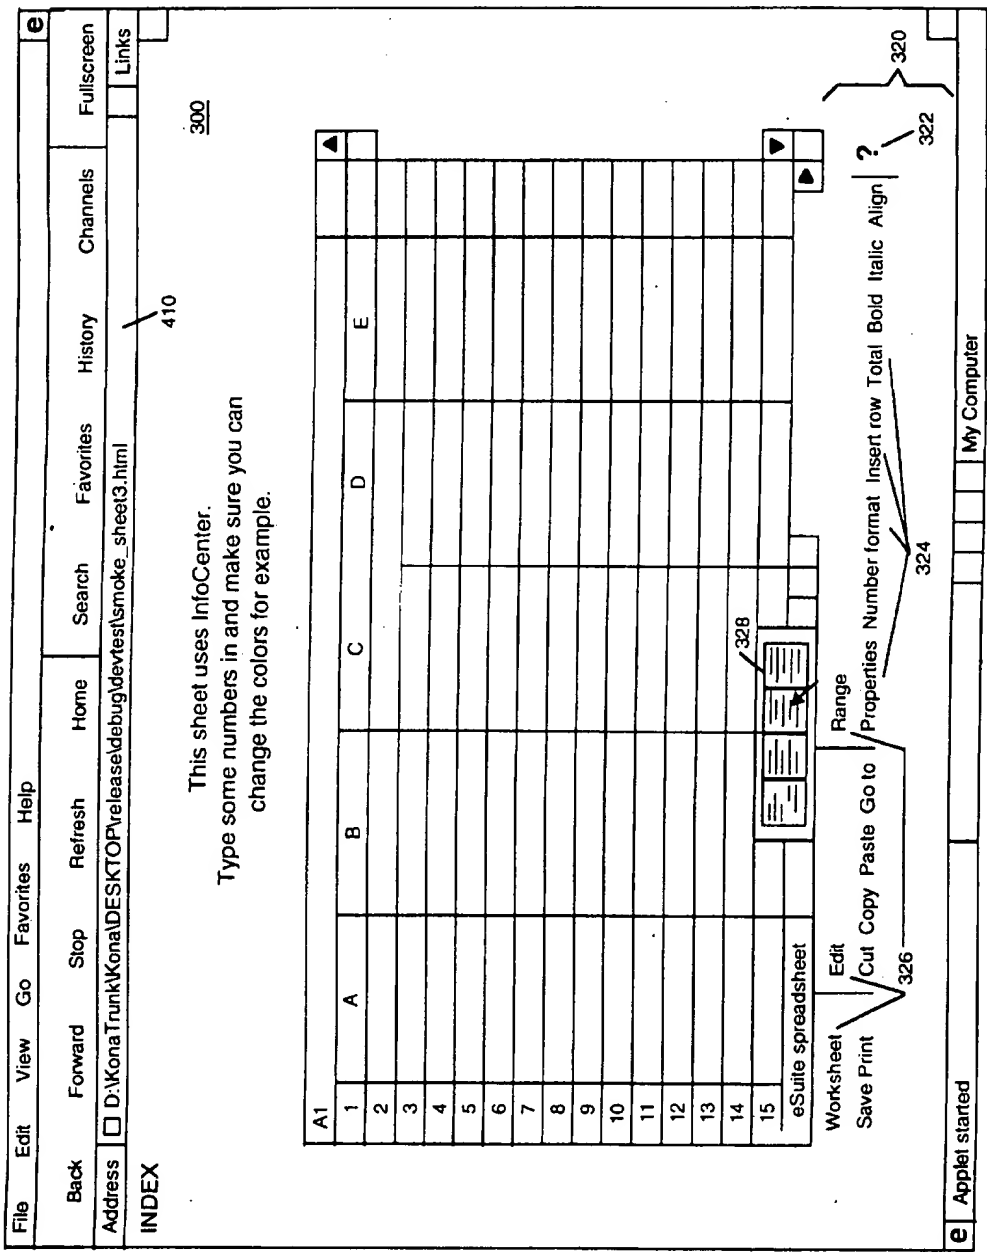 File Edit View Go Favorites Help e
Back Forward Stop Refresh Home Search Favorites History Channels Fullscreen
Address D:\KonaTrunk\Kona\DESKTOP\release\debug\devtest\smoke_sheet3.html Links
INDEX
410
300
This sheet uses InfoCenter.
Type some numbers in and make sure you can
change the colors for example.
A1
1 A B C D E
2
3
4
5
6
7
8
9
10
11
12
13
14
15
328
eSuite spreadsheet
Worksheet Edit Range
Save Print Cut Copy Paste Go to Properties Number format Insert row Total Bold Italic Align ?
326
324
322
320
e Applet started My Computer